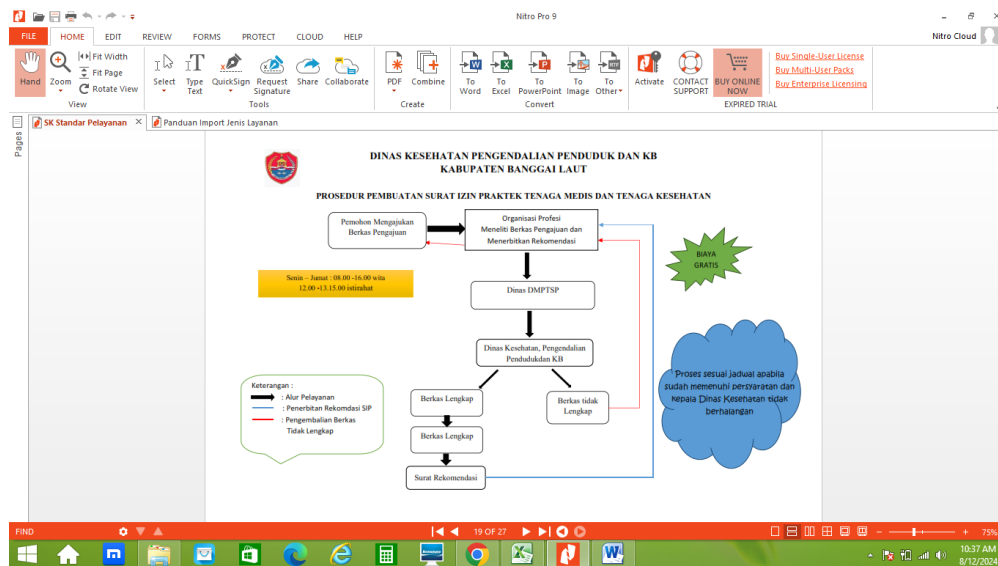 Nitro Pro 9
FILE HOME EDIT REVIEW FORMS PROTECT CLOUD HELP
Nitro Cloud
Hand
Zoom
Fit Width
Fit Page
Rotate View
View
Select
Type Text
QuickSign
Request Signature
Share
Collaborate
Tools
PDF
Combine
Create
To Word
To Excel
To PowerPoint
To Image
To Other
Convert
Activate
CONTACT SUPPORT
BUY ONLINE NOW
Buy Single-User License
Buy Multi-User Packs
Buy Enterprise Licensing
EXPIRED TRIAL
Pages
SK Standar Pelayanan
Panduan Import Jenis Layanan
DINAS KESEHATAN PENGENDALIAN PENDUDUK DAN KB
KABUPATEN BANGGAI LAUT
PROSEDUR PEMBUATAN SURAT IZIN PRAKTEK TENAGA MEDIS DAN TENAGA KESEHATAN
Pemohon Mengajukan
Berkas Pengajuan
Organisasi Profesi
Meneliti Berkas Pengajuan dan
Menerbitkan Rekomendasi
BIAYA
GRATIS
Senin – Jumat : 08.00 -16.00 wita
12.00 -13.15.00 istirahat
Dinas DMPTSP
Dinas Kesehatan, Pengendalian
Pendudukdan KB
Proses sesuai jadwal apabila
sudah memenuhi persyaratan dan
kepala Dinas Kesehatan tidak
berhalangan
Keterangan :
: Alur Pelayanan
: Penerbitan Rekomdasi SIP
: Pengembalian Berkas
Tidak Lengkap
Berkas Lengkap
Berkas tidak
Lengkap
Berkas Lengkap
Surat Rekomendasi
FIND
19 OF 27
75%
10:37 AM
8/12/2024